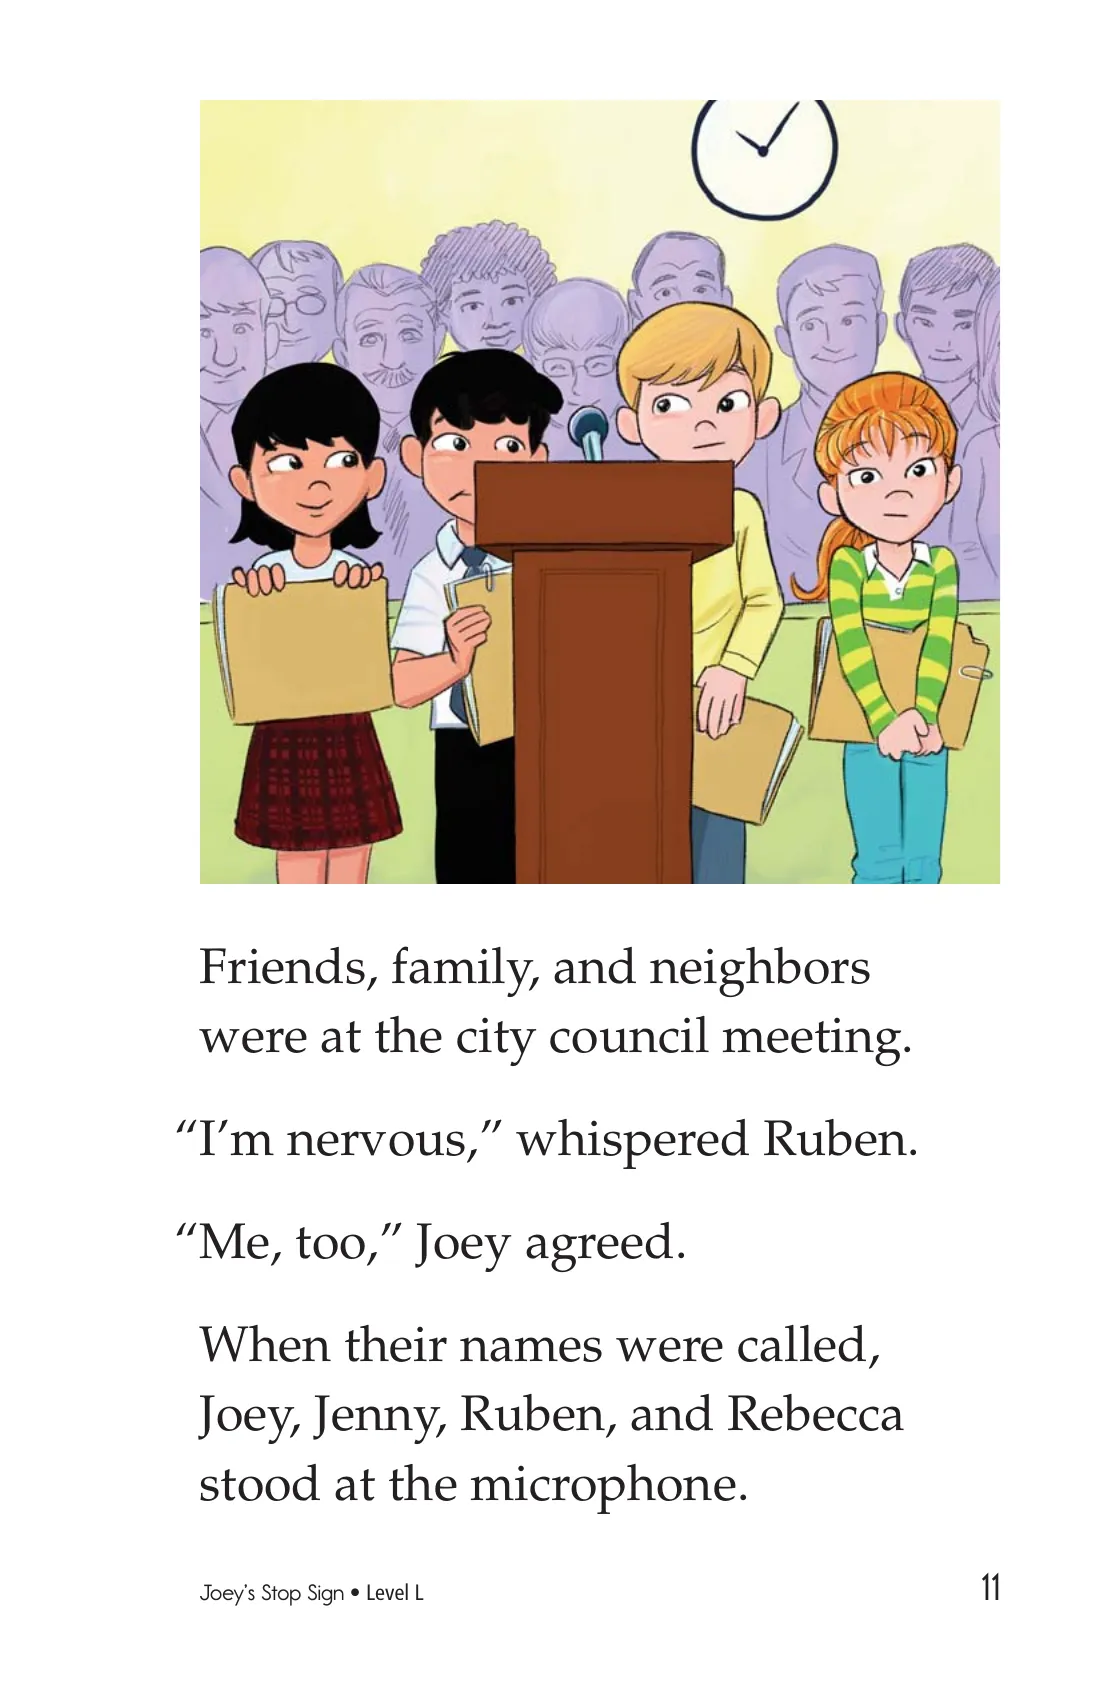 Friends, family, and neighbors
were at the city council meeting.
“I’m nervous,” whispered Ruben.
“Me, too,” Joey agreed.
When their names were called,
Joey, Jenny, Ruben, and Rebecca
stood at the microphone.
Joey’s Stop Sign • Level L
11